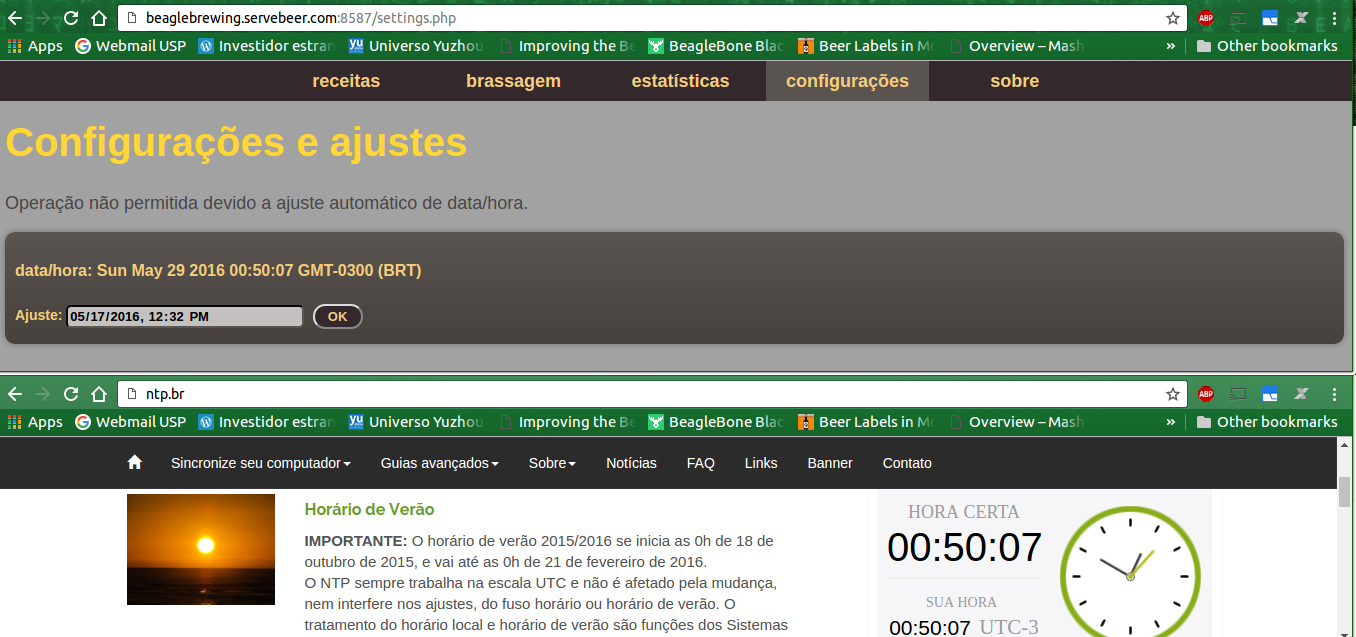 beaglebrewing.servebeer.com:8587/settings.php
ABP
Apps Webmail USP Investidor estran Universo Yuzhou Improving the Be BeagleBone Blac Beer Labels in Mo Overview – Mash » Other bookmarks
receitas brassagem estatísticas configurações sobre
Configurações e ajustes
Operação não permitida devido a ajuste automático de data/hora.
data/hora: Sun May 29 2016 00:50:07 GMT-0300 (BRT)
Ajuste: 05/17/2016, 12:32 PM OK
ntp.br
ABP
Apps Webmail USP Investidor estran Universo Yuzhou Improving the Be BeagleBone Blac Beer Labels in Mo Overview – Mash » Other bookmarks
Sincronize seu computador Guias avançados Sobre Notícias FAQ Links Banner Contato
Horário de Verão
IMPORTANTE: O horário de verão 2015/2016 se inicia as 0h de 18 de
outubro de 2015, e vai até as 0h de 21 de fevereiro de 2016.
O NTP sempre trabalha na escala UTC e não é afetado pela mudança,
nem interfere nos ajustes, do fuso horário ou horário de verão. O
tratamento do horário local e horário de verão são funções dos Sistemas
HORA CERTA
00:50:07
SUA HORA
00:50:07 UTC-3